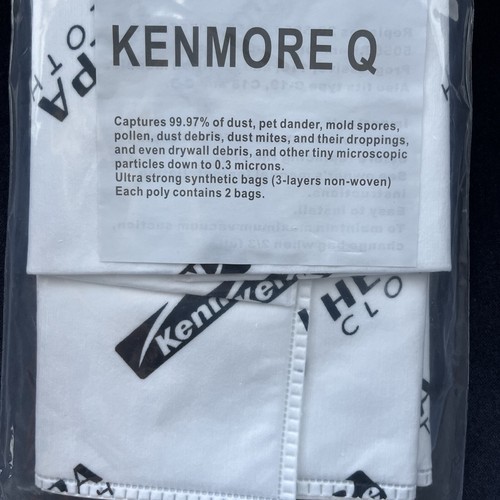 KENMORE Q
Captures 99.97% of dust, pet dander, mold spores,
pollen, dust debris, dust mites, and their droppings,
and even drywall debris, and other tiny microscopic
particles down to 0.3 microns.
Ultra strong synthetic bags (3-layers non-woven)
Each poly contains 2 bags.